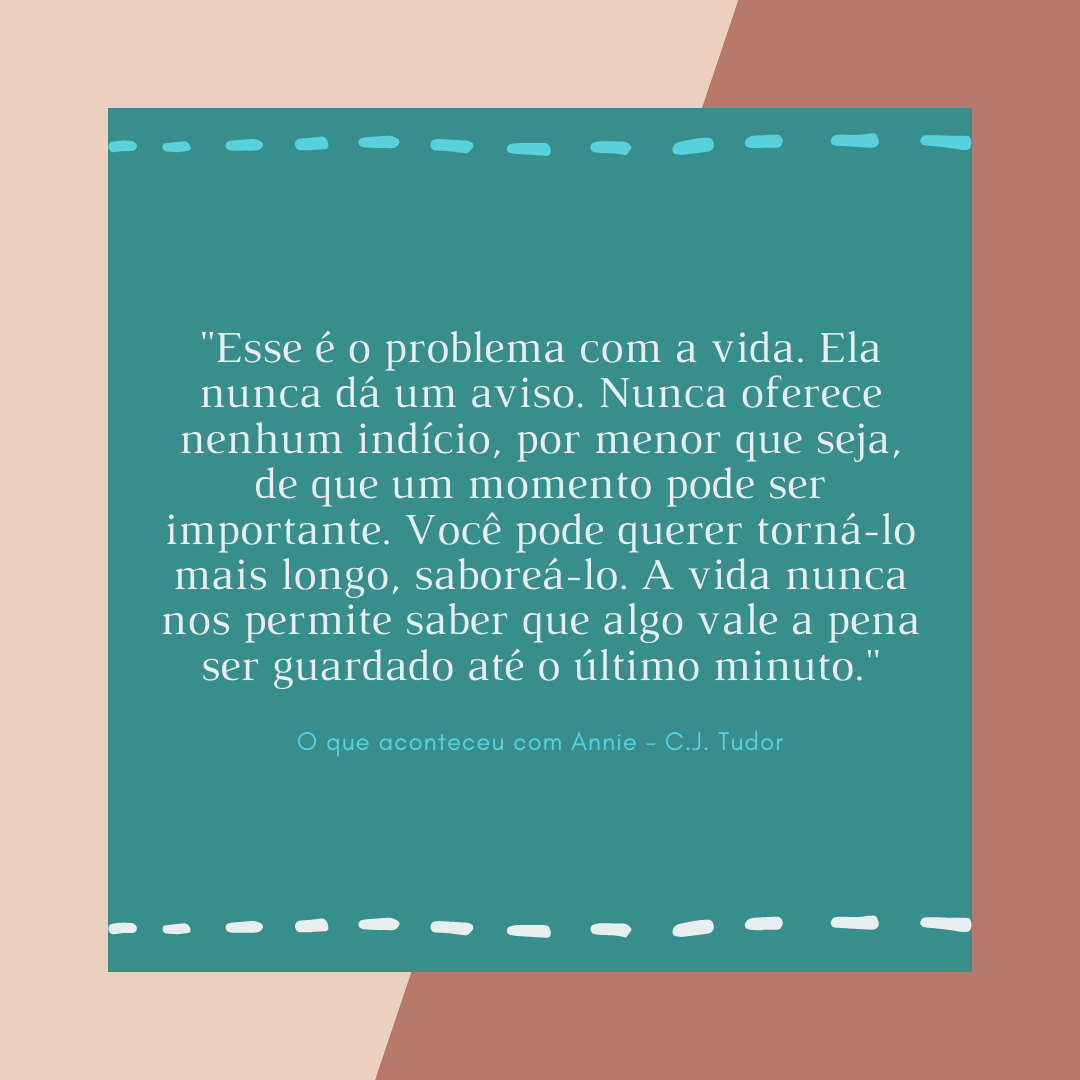 "Esse é o problema com a vida. Ela
nunca dá um aviso. Nunca oferece
nenhum indício, por menor que seja,
de que um momento pode ser
importante. Você pode querer torná-lo
mais longo, saboreá-lo. A vida nunca
nos permite saber que algo vale a pena
ser guardado até o último minuto."
O que aconteceu com Annie - C.J. Tudor